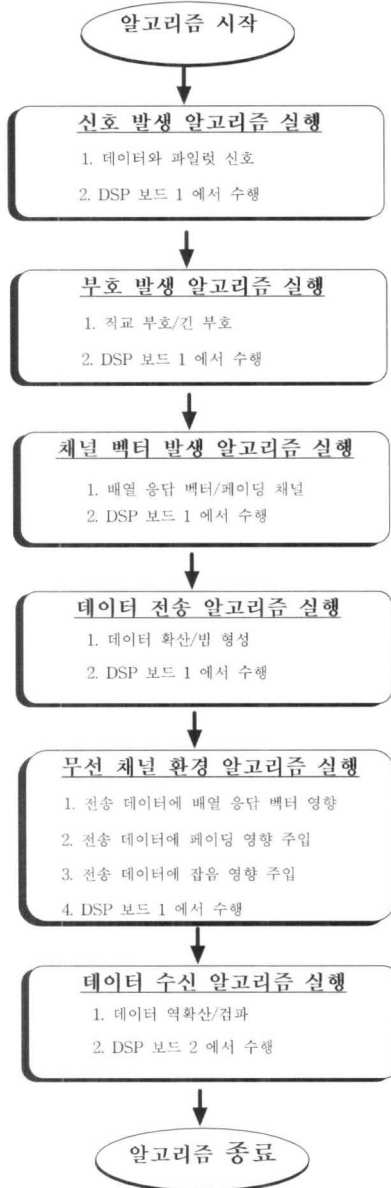 알고리즘 시작
신호 발생 알고리즘 실행
1. 데이터와 파일럿 신호
2. DSP 보드 1 에서 수행
부호 발생 알고리즘 실행
1. 직교 부호/긴 부호
2. DSP 보드 1 에서 수행
채널 벡터 발생 알고리즘 실행
1. 배열 응답 벡터/페이딩 채널
2. DSP 보드 1 에서 수행
데이터 전송 알고리즘 실행
1. 데이터 확산/빔 형성
2. DSP 보드 1 에서 수행
무선 채널 환경 알고리즘 실행
1. 전송 데이터에 배열 응답 벡터 영향
2. 전송 데이터에 페이딩 영향 주입
3. 전송 데이터에 잡음 영향 주입
4. DSP 보드 1 에서 수행
데이터 수신 알고리즘 실행
1. 데이터 역확산/검파
2. DSP 보드 2 에서 수행
알고리즘 종료